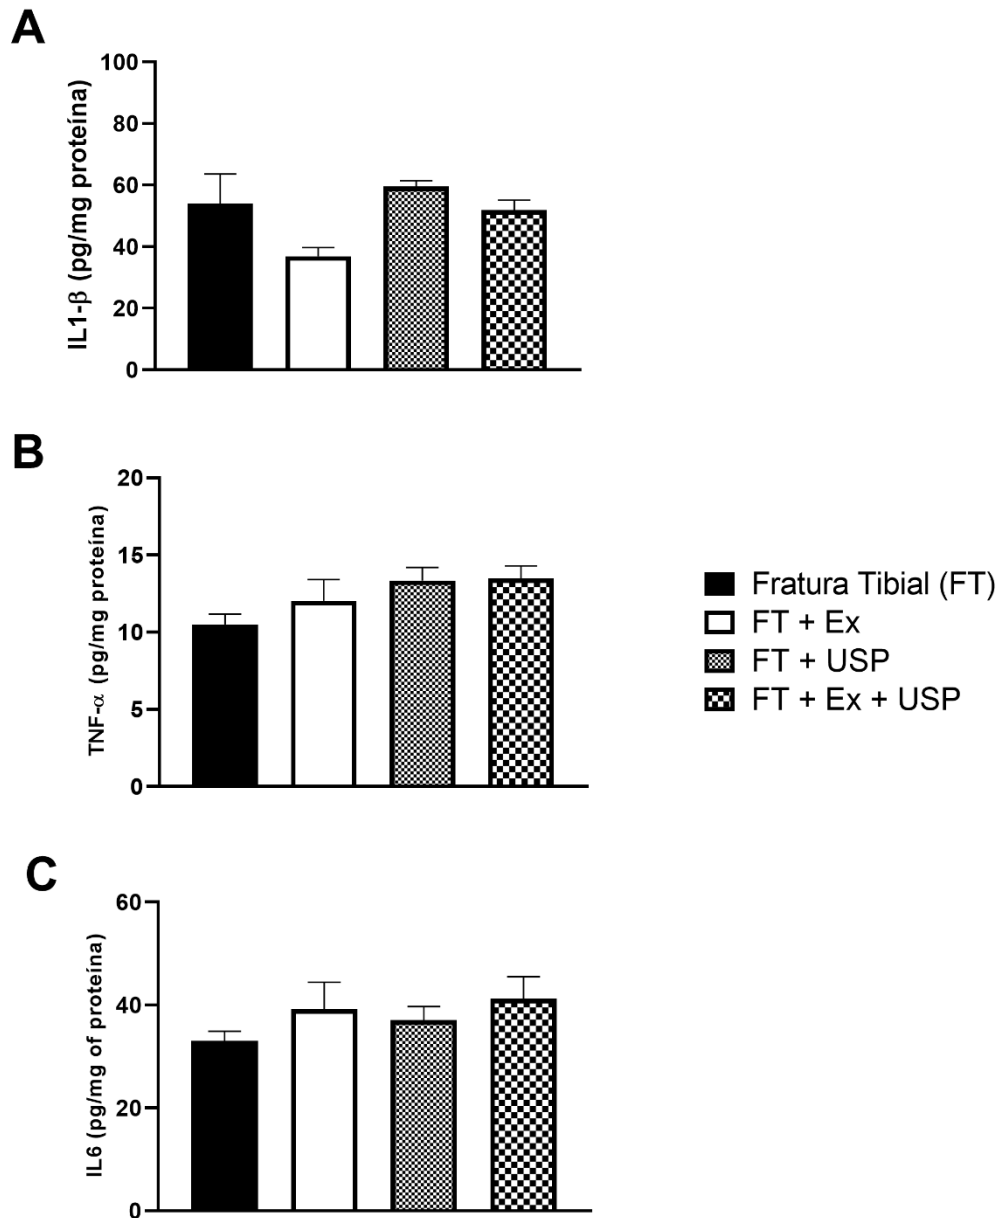 A
IL1-β (pg/mg proteína)
100
80
60
40
20
0
B
TNF-α (pg/mg proteína)
20
15
10
5
0
Fratura Tibial (FT)
FT + Ex
FT + USP
FT + Ex + USP
C
IL6 (pg/mg of proteína)
60
40
20
0